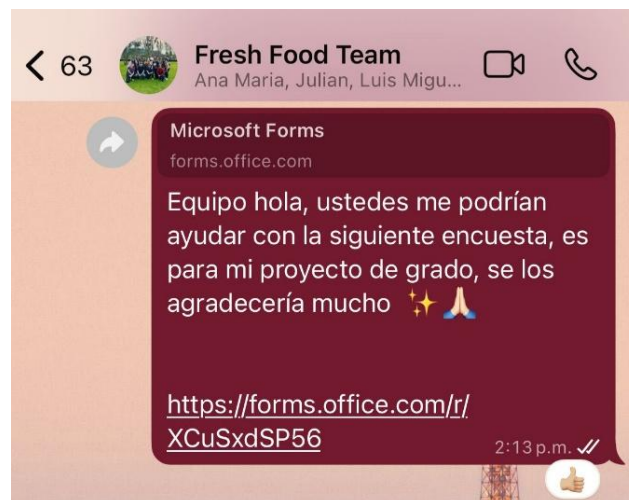 63
Fresh Food Team
Ana Maria, Julian, Luis Migu...
Microsoft Forms
forms.office.com
Equipo hola, ustedes me podrían
ayudar con la siguiente encuesta, es
para mi proyecto de grado, se los
agradecería mucho ✨🙏🏻
https://forms.office.com/r/
XCuSxdSP56
2:13 p.m.